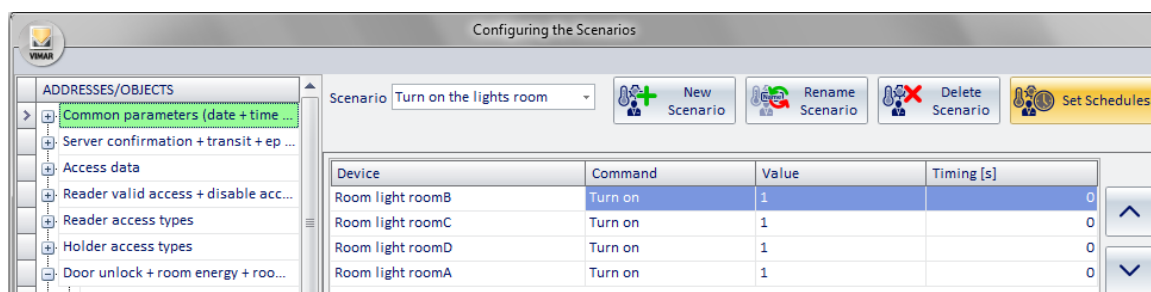 Configuring the Scenarios
VIMAR
ADDRESSES/OBJECTS
Common parameters (date + time ...
Server confirmation + transit + ep ...
Access data
Reader valid access + disable acc...
Reader access types
Holder access types
Door unlock + room energy + roo...
Scenario Turn on the lights room
New Scenario
Rename Scenario
Delete Scenario
Set Schedules
Device Command Value Timing [s]
Room light roomB Turn on 1 0
Room light roomC Turn on 1 0
Room light roomD Turn on 1 0
Room light roomA Turn on 1 0